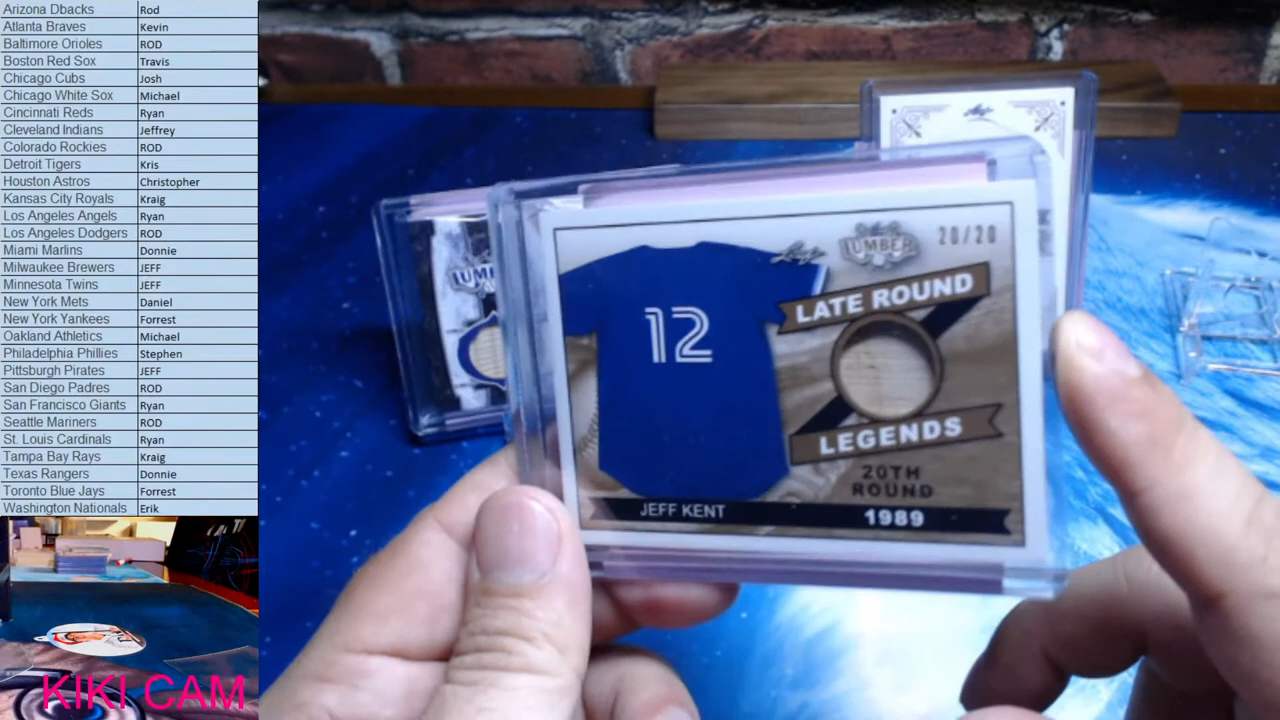 Arizona Dbacks Rod
Atlanta Braves Kevin
Baltimore Orioles ROD
Boston Red Sox Travis
Chicago Cubs Josh
Chicago White Sox Michael
Cincinnati Reds Ryan
Cleveland Indians Jeffrey
Colorado Rockies ROD
Detroit Tigers Kris
Houston Astros Christopher
Kansas City Royals Kraig
Los Angeles Angels Ryan
Los Angeles Dodgers ROD
Miami Marlins Donnie
Milwaukee Brewers JEFF
Minnesota Twins JEFF
New York Mets Daniel
New York Yankees Forrest
Oakland Athletics Michael
Philadelphia Phillies Stephen
Pittsburgh Pirates JEFF
San Diego Padres ROD
San Francisco Giants Ryan
Seattle Mariners ROD
St. Louis Cardinals Ryan
Tampa Bay Rays Kraig
Texas Rangers Donnie
Toronto Blue Jays Forrest
Washington Nationals Erik
KIKI CAM
Leaf
LUMBER
20/20
LATE ROUND
12
LEGENDS
20TH
ROUND
JEFF KENT
1989